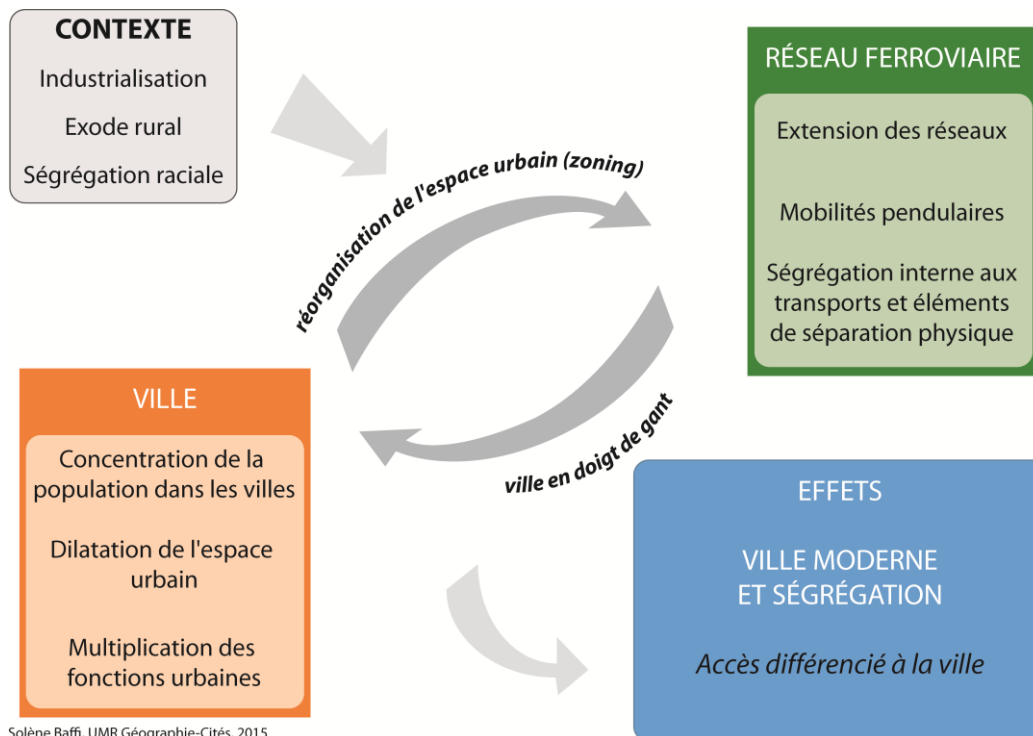 CONTEXTE
Industrialisation
Exode rural
Ségrégation raciale
RÉSEAU FERROVIAIRE
Extension des réseaux
Mobilités pendulaires
Ségrégation interne aux
transports et éléments
de séparation physique
réorganisation de l'espace urbain (zoning)
ville en doigt de gant
VILLE
Concentration de la
population dans les villes
Dilatation de l'espace
urbain
Multiplication des
fonctions urbaines
EFFETS
VILLE MODERNE
ET SÉGRÉGATION
Accès différencié à la ville
Solène Baffi, UMR Géographie-Cités, 2015